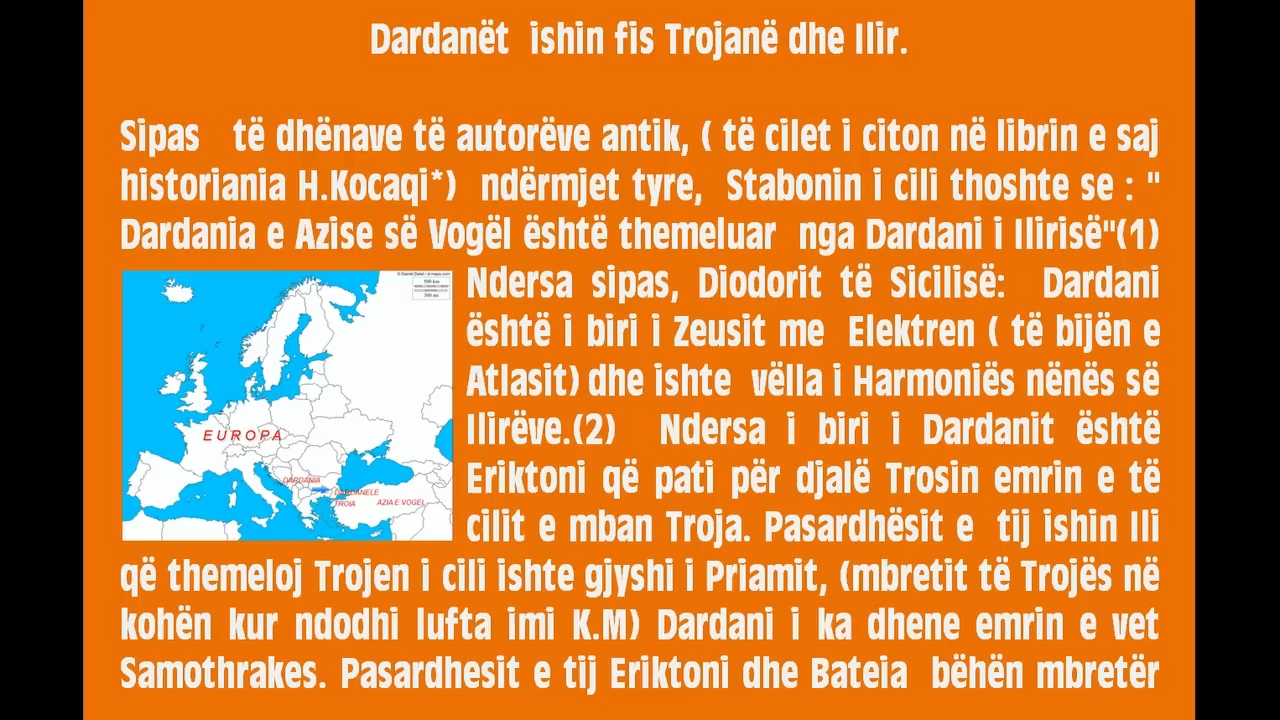 Dardanët ishin fis Trojanë dhe Ilir.
Sipas të dhënave të autorëve antik, ( të cilet i citon në librin e saj
historiania H.Kocaqi*) ndërmjet tyre, Stabonin i cili thoshte se : "
Dardania e Azise së Vogël është themeluar nga Dardani i Ilirisë"(1)
Ndersa sipas, Diodorit të Sicilisë: Dardani
është i biri i Zeusit me Elektren ( të bijën e
Atlasit) dhe ishte vëlla i Harmoniës nënës së
Ilirëve.(2) Ndersa i biri i Dardanit është
Eriktoni që pati për djalë Trosin emrin e të
cilit e mban Troja. Pasardhësit e tij ishin Ili
që themeloj Trojen i cili ishte gjyshi i Priamit, (mbretit të Trojës në
kohën kur ndodhi lufta imi K.M) Dardani i ka dhene emrin e vet
Samothrakes. Pasardhesit e tij Eriktoni dhe Bateia bëhën mbretër
EUROPA
DARDANIA
DARDANELE
TROIA
AZIA E VOGEL
500 km
300 mi